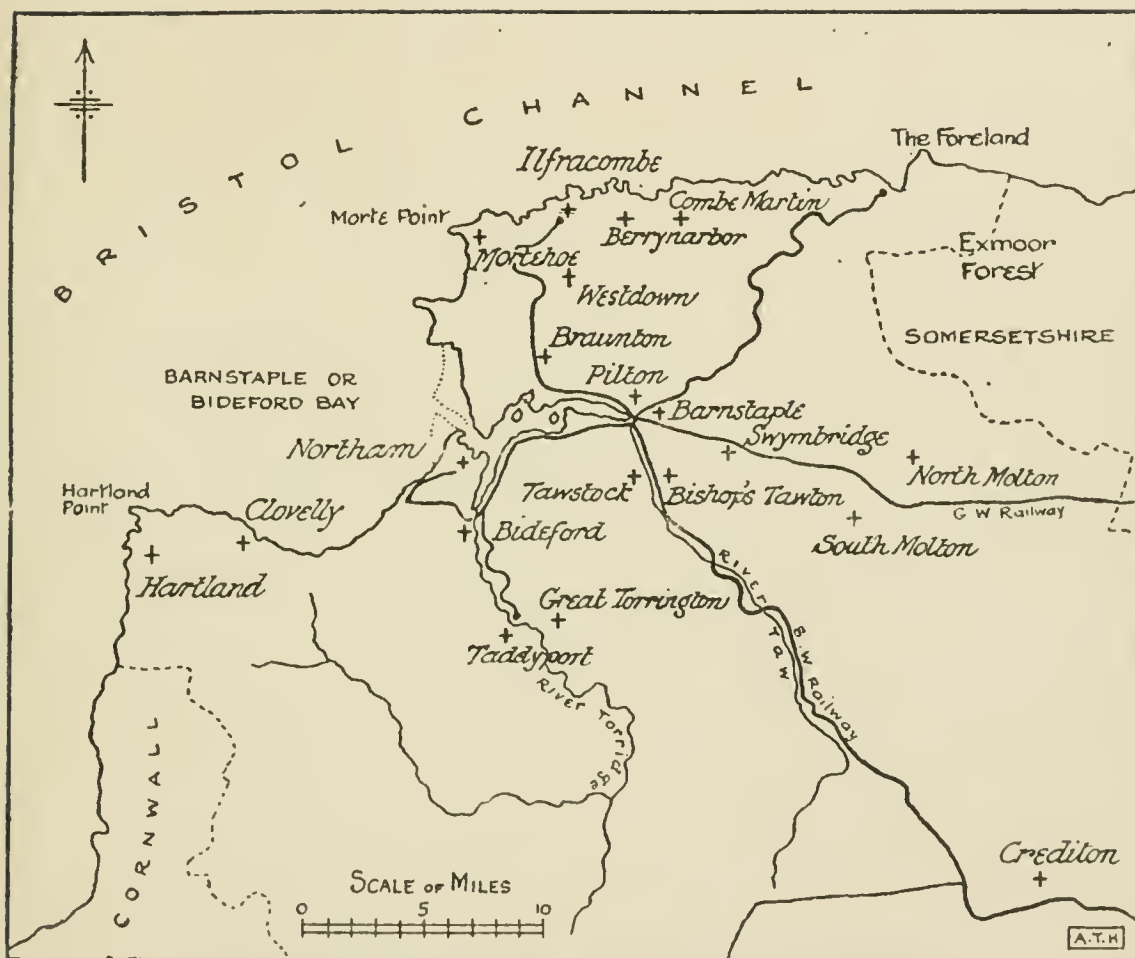 BRISTOL CHANNEL
The Foreland
Ilfracombe
Combe Martin
Morte Point
Berrynarbor
Mortehoe
Exmoor
Forest
Westdown
SOMERSETSHIRE
Braunton
BARNSTAPLE OR
BIDEFORD BAY
Pilton
Barnstaple
Swymbridge
Northam
North Molton
Tawstock
Bishop's Tawton
Hartland
Point
Clovelly
G W Railway
Bideford
South Molton
Hartland
RIVER TAW
Great Torrington
S.W Railway
Taddyport
RIVER Torridge
CORNWALL
Crediton
SCALE OF MILES
0 5 10
A.T.H